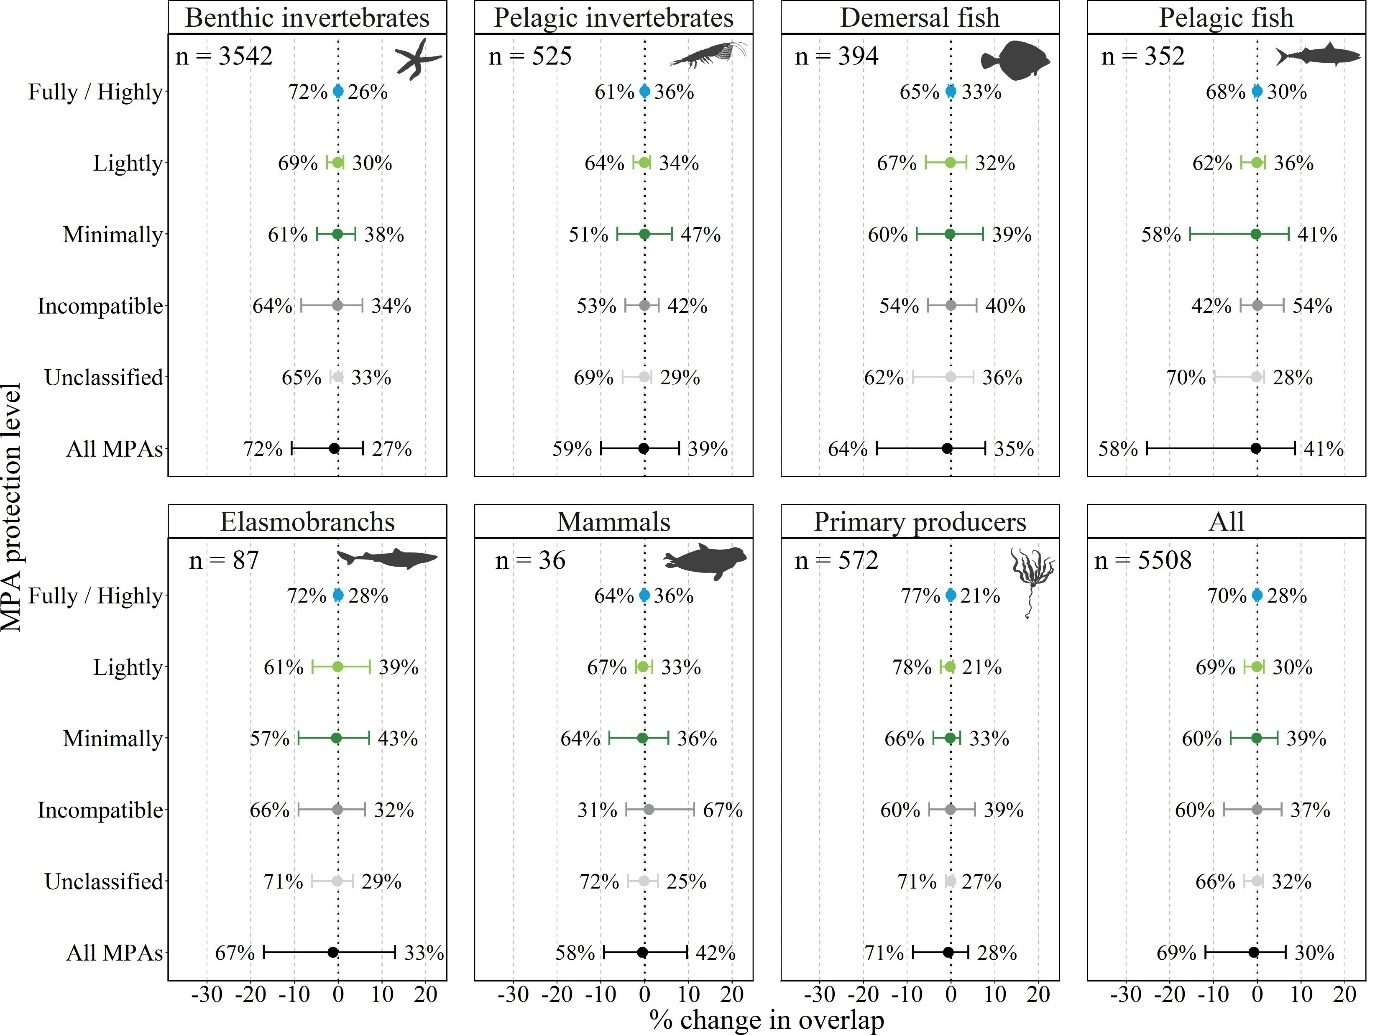 Benthic invertebrates Pelagic invertebrates Demersal fish Pelagic fish
n = 3542 n = 525 n = 394 n = 352
Fully / Highly 72% 26% 61% 36% 65% 33% 68% 30%
Lightly 69% 30% 64% 34% 67% 32% 62% 36%
Minimally 61% 38% 51% 47% 60% 39% 58% 41%
Incompatible 64% 34% 53% 42% 54% 40% 42% 54%
Unclassified 65% 33% 69% 29% 62% 36% 70% 28%
All MPAs 72% 27% 59% 39% 64% 35% 58% 41%
MPA protection level
Elasmobranchs Mammals Primary producers All
n = 87 n = 36 n = 572 n = 5508
Fully / Highly 72% 28% 64% 36% 77% 21% 70% 28%
Lightly 61% 39% 67% 33% 78% 21% 69% 30%
Minimally 57% 43% 64% 36% 66% 33% 60% 39%
Incompatible 66% 32% 31% 67% 60% 39% 60% 37%
Unclassified 71% 29% 72% 25% 71% 27% 66% 32%
All MPAs 67% 33% 58% 42% 71% 28% 69% 30%
-30 -20 -10 0 10 20 -30 -20 -10 0 10 20 -30 -20 -10 0 10 20 -30 -20 -10 0 10 20
% change in overlap